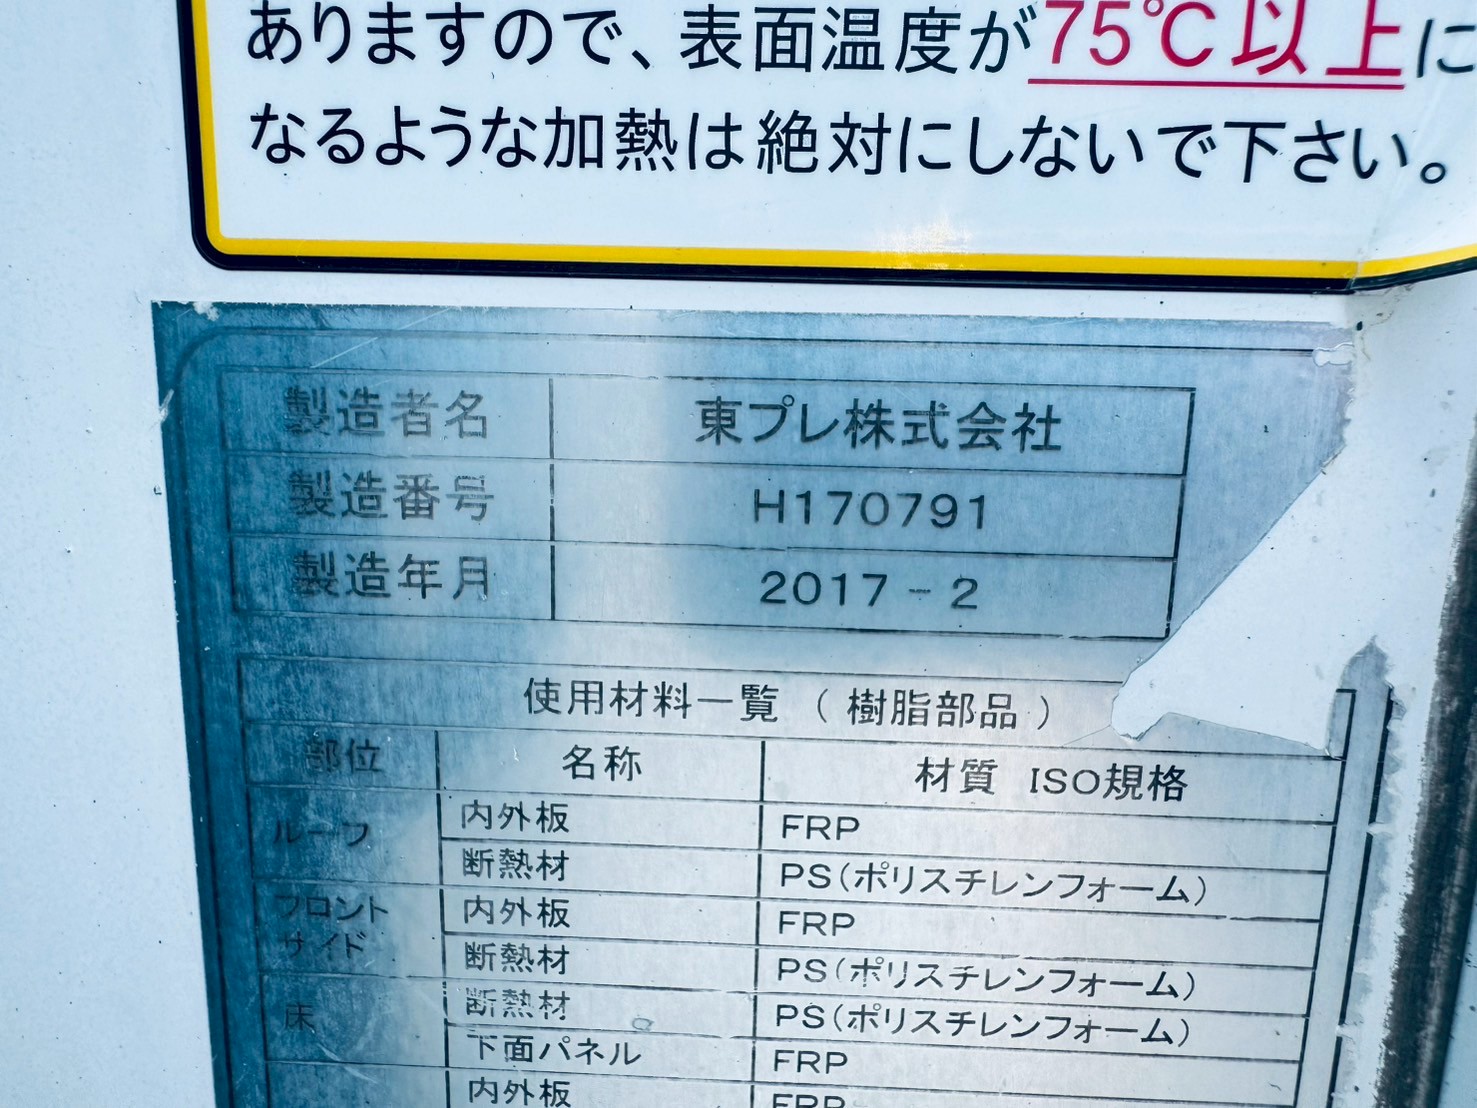 ありますので、表面温度が75℃以上に
なるような加熱は絶対にしないで下さい。
製造者名 東プレ株式会社
製造番号 H170791
製造年月 2017-2
使用材料一覧（樹脂部品）
部位 名称 材質 ISO規格
ルーフ 内外板 FRP
断熱材 PS(ポリスチレンフォーム)
フロント
サイド
内外板 FRP
断熱材 PS(ポリスチレンフォーム)
床 断熱材 PS(ポリスチレンフォーム)
下面パネル FRP
内外板 FRP